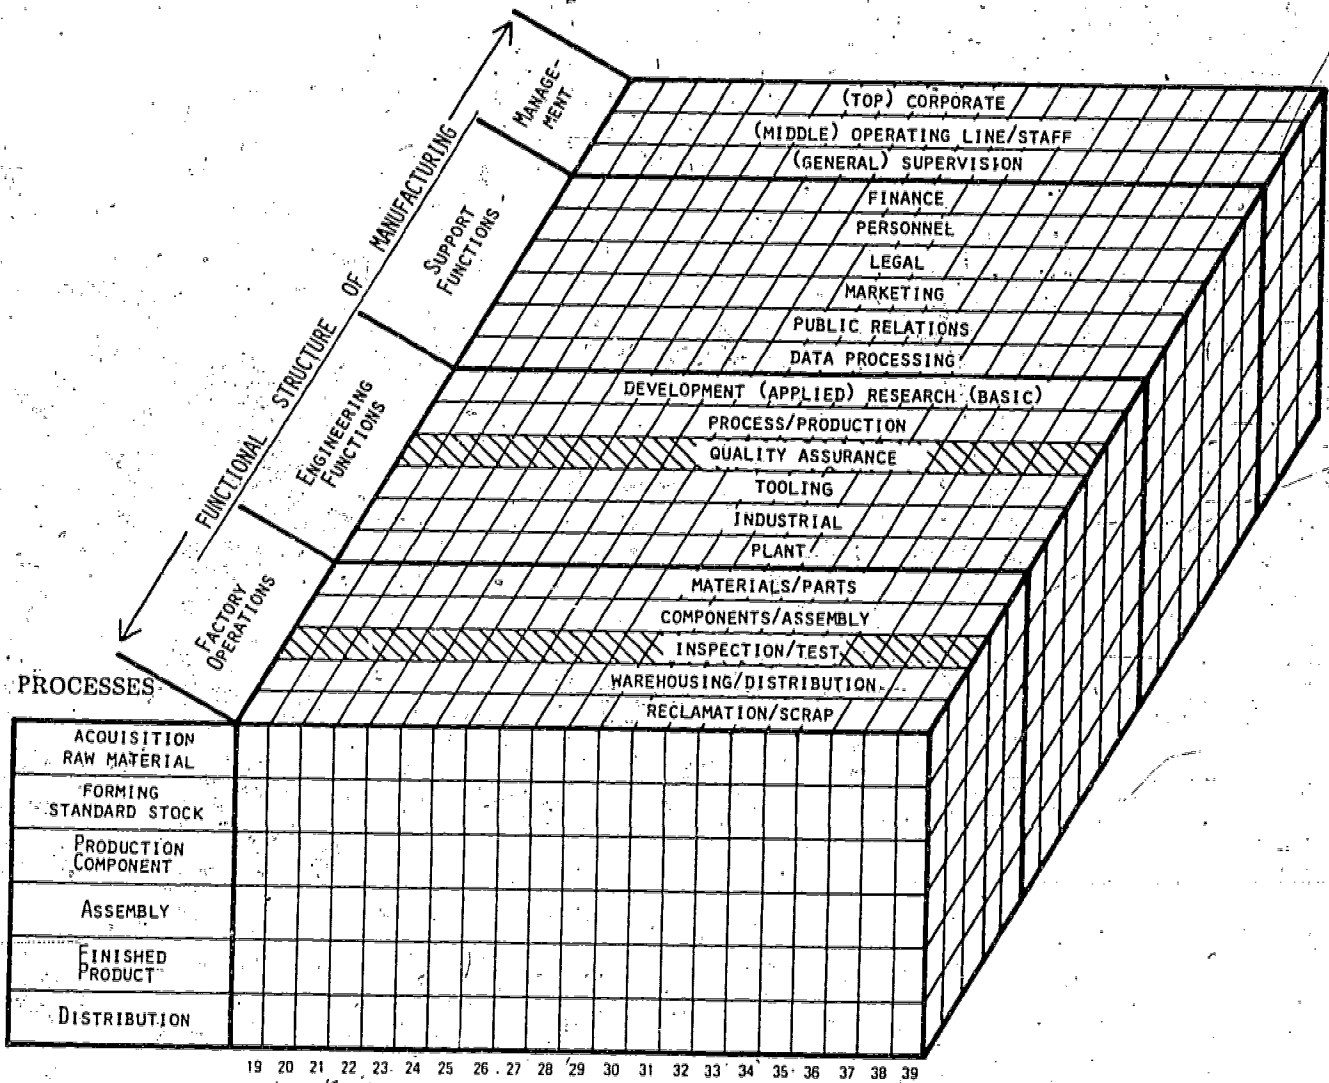 MANAGE-
MENT
(TOP) CORPORATE
(MIDDLE) OPERATING LINE/STAFF
(GENERAL) SUPERVISION
SUPPORT
FUNCTIONS
FINANCE
PERSONNEL
LEGAL
MARKETING
PUBLIC RELATIONS
DATA PROCESSING
FUNCTIONAL STRUCTURE OF MANUFACTURING
ENGINEERING
FUNCTIONS
DEVELOPMENT (APPLIED) RESEARCH (BASIC)
PROCESS/PRODUCTION
QUALITY ASSURANCE
TOOLING
INDUSTRIAL
PLANT
FACTORY
OPERATIONS
MATERIALS/PARTS
COMPONENTS/ASSEMBLY
INSPECTION/TEST
WAREHOUSING/DISTRIBUTION
RECLAMATION/SCRAP
PROCESSES
ACQUISITION
RAW MATERIAL
FORMING
STANDARD STOCK
PRODUCTION
COMPONENT
ASSEMBLY
FINISHED
PRODUCT
DISTRIBUTION
19 20 21 22 23 24 25 26 27 28 29 30 31 32 33 34 35 36 37 38 39